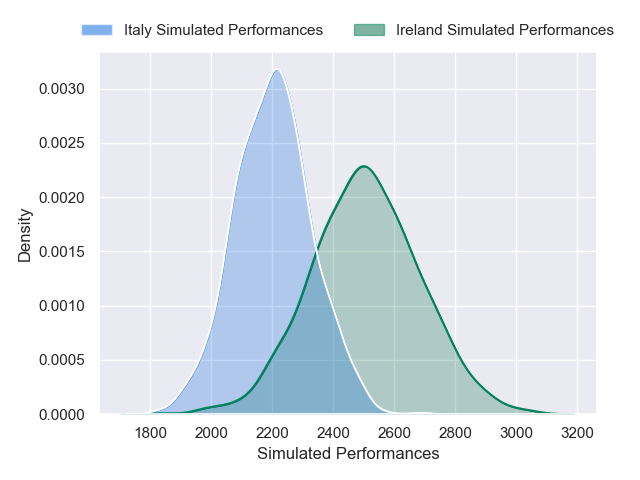 Italy Simulated Performances Ireland Simulated Performances
0.0030
0.0025
0.0020
0.0015
0.0010
0.0005
0.0000
Density
1800 2000 2200 2400 2600 2800 3000 3200
Simulated Performances